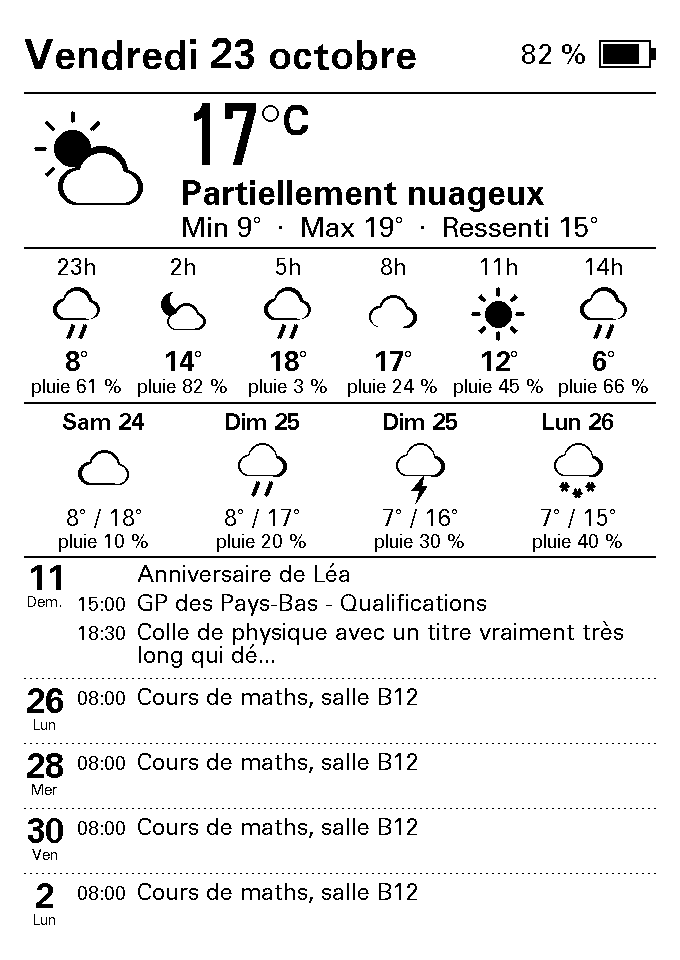 Vendredi 23 octobre 82 %
17°C
Partiellement nuageux
Min 9° · Max 19° · Ressenti 15°
23h 2h 5h 8h 11h 14h
8° 14° 18° 17° 12° 6°
pluie 61 % pluie 82 % pluie 3 % pluie 24 % pluie 45 % pluie 66 %
Sam 24 Dim 25 Dim 25 Lun 26
8° / 18° 8° / 17° 7° / 16° 7° / 15°
pluie 10 % pluie 20 % pluie 30 % pluie 40 %
11 Anniversaire de Léa
Dem. 15:00 GP des Pays-Bas - Qualifications
18:30 Colle de physique avec un titre vraiment très
long qui dé...
26 08:00 Cours de maths, salle B12
Lun
28 08:00 Cours de maths, salle B12
Mer
30 08:00 Cours de maths, salle B12
Ven
2 08:00 Cours de maths, salle B12
Lun